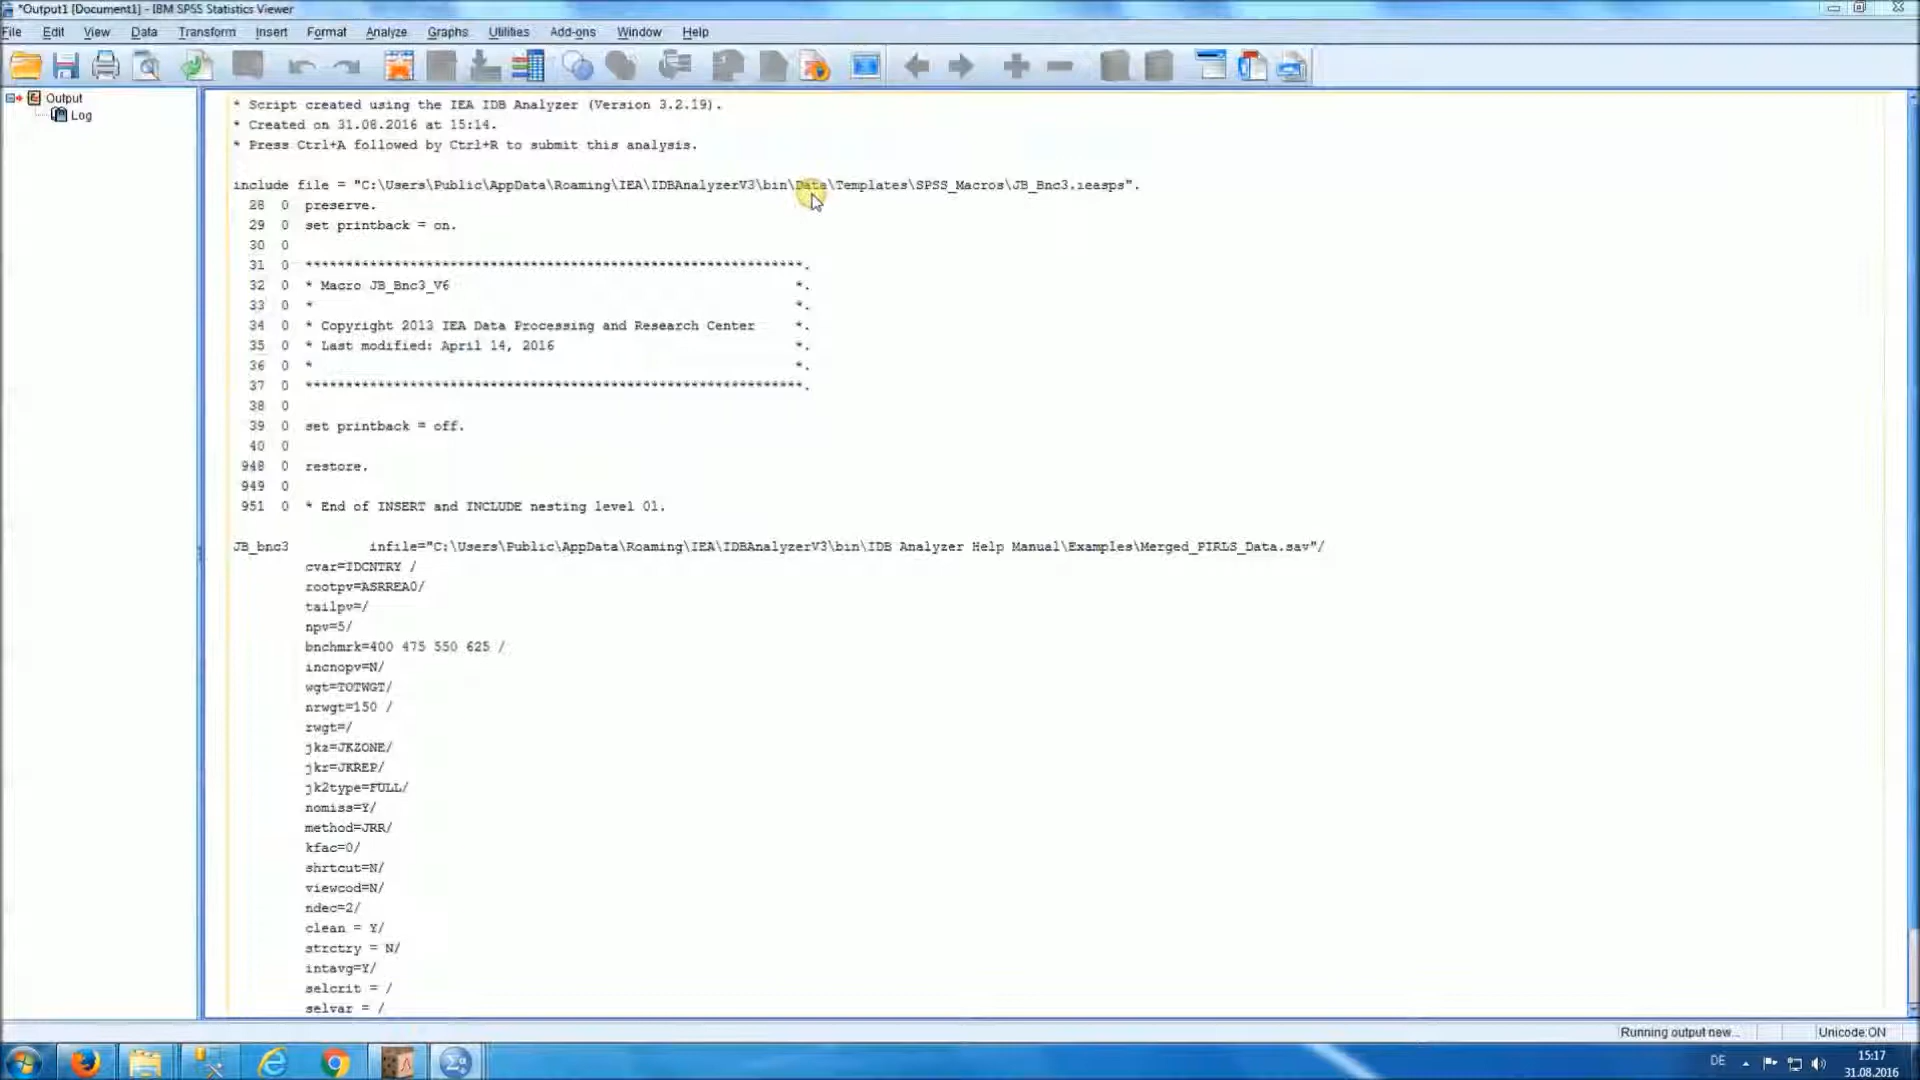 *Output1 [Document1] - IBM SPSS Statistics Viewer
File Edit View Data Transform Insert Format Analyze Graphs Utilities Add-ons Window Help
Output
Log
* Script created using the IEA IDB Analyzer (Version 3.2.19).
* Created on 31.08.2016 at 15:14.
* Press Ctrl+A followed by Ctrl+R to submit this analysis.
include file = "C:\Users\Public\AppData\Roaming\IEA\IDBAnalyzerV3\bin\Data\Templates\SPSS_Macros\JB_Bnc3.ieasps".
28 0 preserve.
29 0 set printback = on.
30 0
31 0 **************************************************************.
32 0 * Macro JB_Bnc3_V6 *.
33 0 * *.
34 0 * Copyright 2013 IEA Data Processing and Research Center *.
35 0 * Last modified: April 14, 2016 *.
36 0 * *.
37 0 **************************************************************.
38 0
39 0 set printback = off.
40 0
948 0 restore.
949 0
951 0 * End of INSERT and INCLUDE nesting level 01.
JB_bnc3 infile="C:\Users\Public\AppData\Roaming\IEA\IDBAnalyzerV3\bin\IDB Analyzer Help Manual\Examples\Merged_PIRLS_Data.sav"/
cvar=IDCNTRY /
rootpv=ASRREA0/
tailpv=/
npv=5/
bnchmrk=400 475 550 625 /
incnopv=N/
wgt=TOTWGT/
nrwgt=150 /
rwgt=/
jkz=JKZONE/
jkr=JKREP/
jk2type=FULL/
nomiss=Y/
method=JRR/
kfac=0/
shrtcut=N/
viewcod=N/
ndec=2/
clean = Y/
strctry = N/
intavg=Y/
selcrit = /
selvar = /
Running output new... Unicode:ON
DE
15:17
31.08.2016